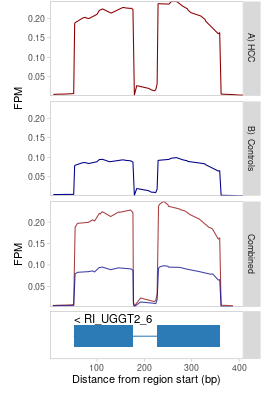 0.20
0.15
0.10
0.05
A) HCC
FPM
0.20
0.15
0.10
0.05
B) Controls
0.20
0.15
0.10
0.05
Combined
FPM
< RI_UGGT2_6
100
200
300
400
Distance from region start (bp)